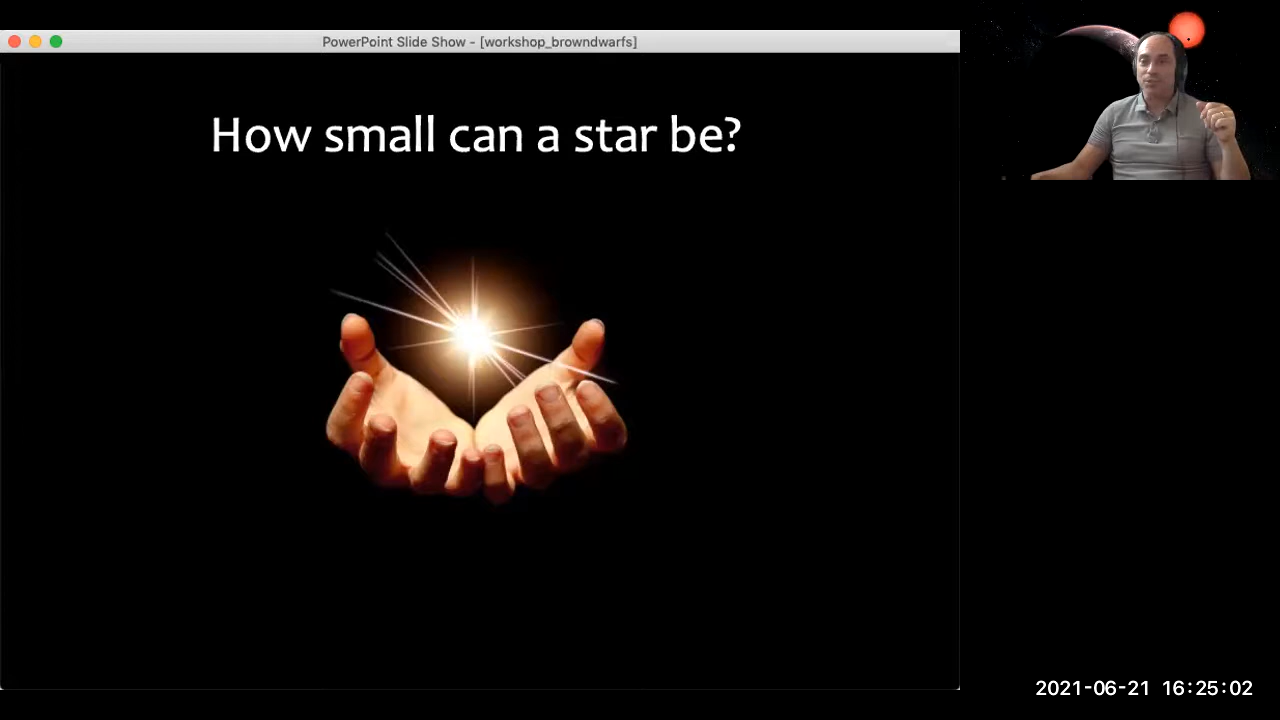 PowerPoint Slide Show - [workshop_browndwarfs]
How small can a star be?
2021-06-21 16:25:02